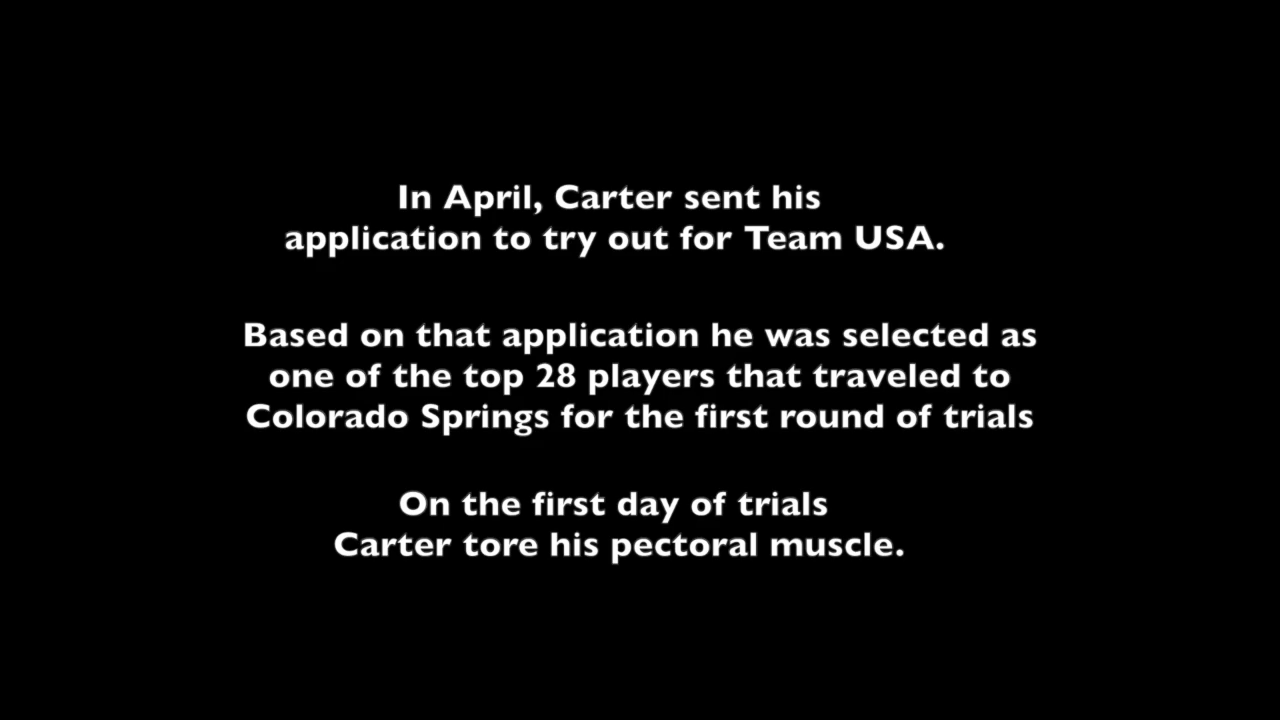 In April, Carter sent his
application to try out for Team USA.
Based on that application he was selected as
one of the top 28 players that traveled to
Colorado Springs for the first round of trials
On the first day of trials
Carter tore his pectoral muscle.